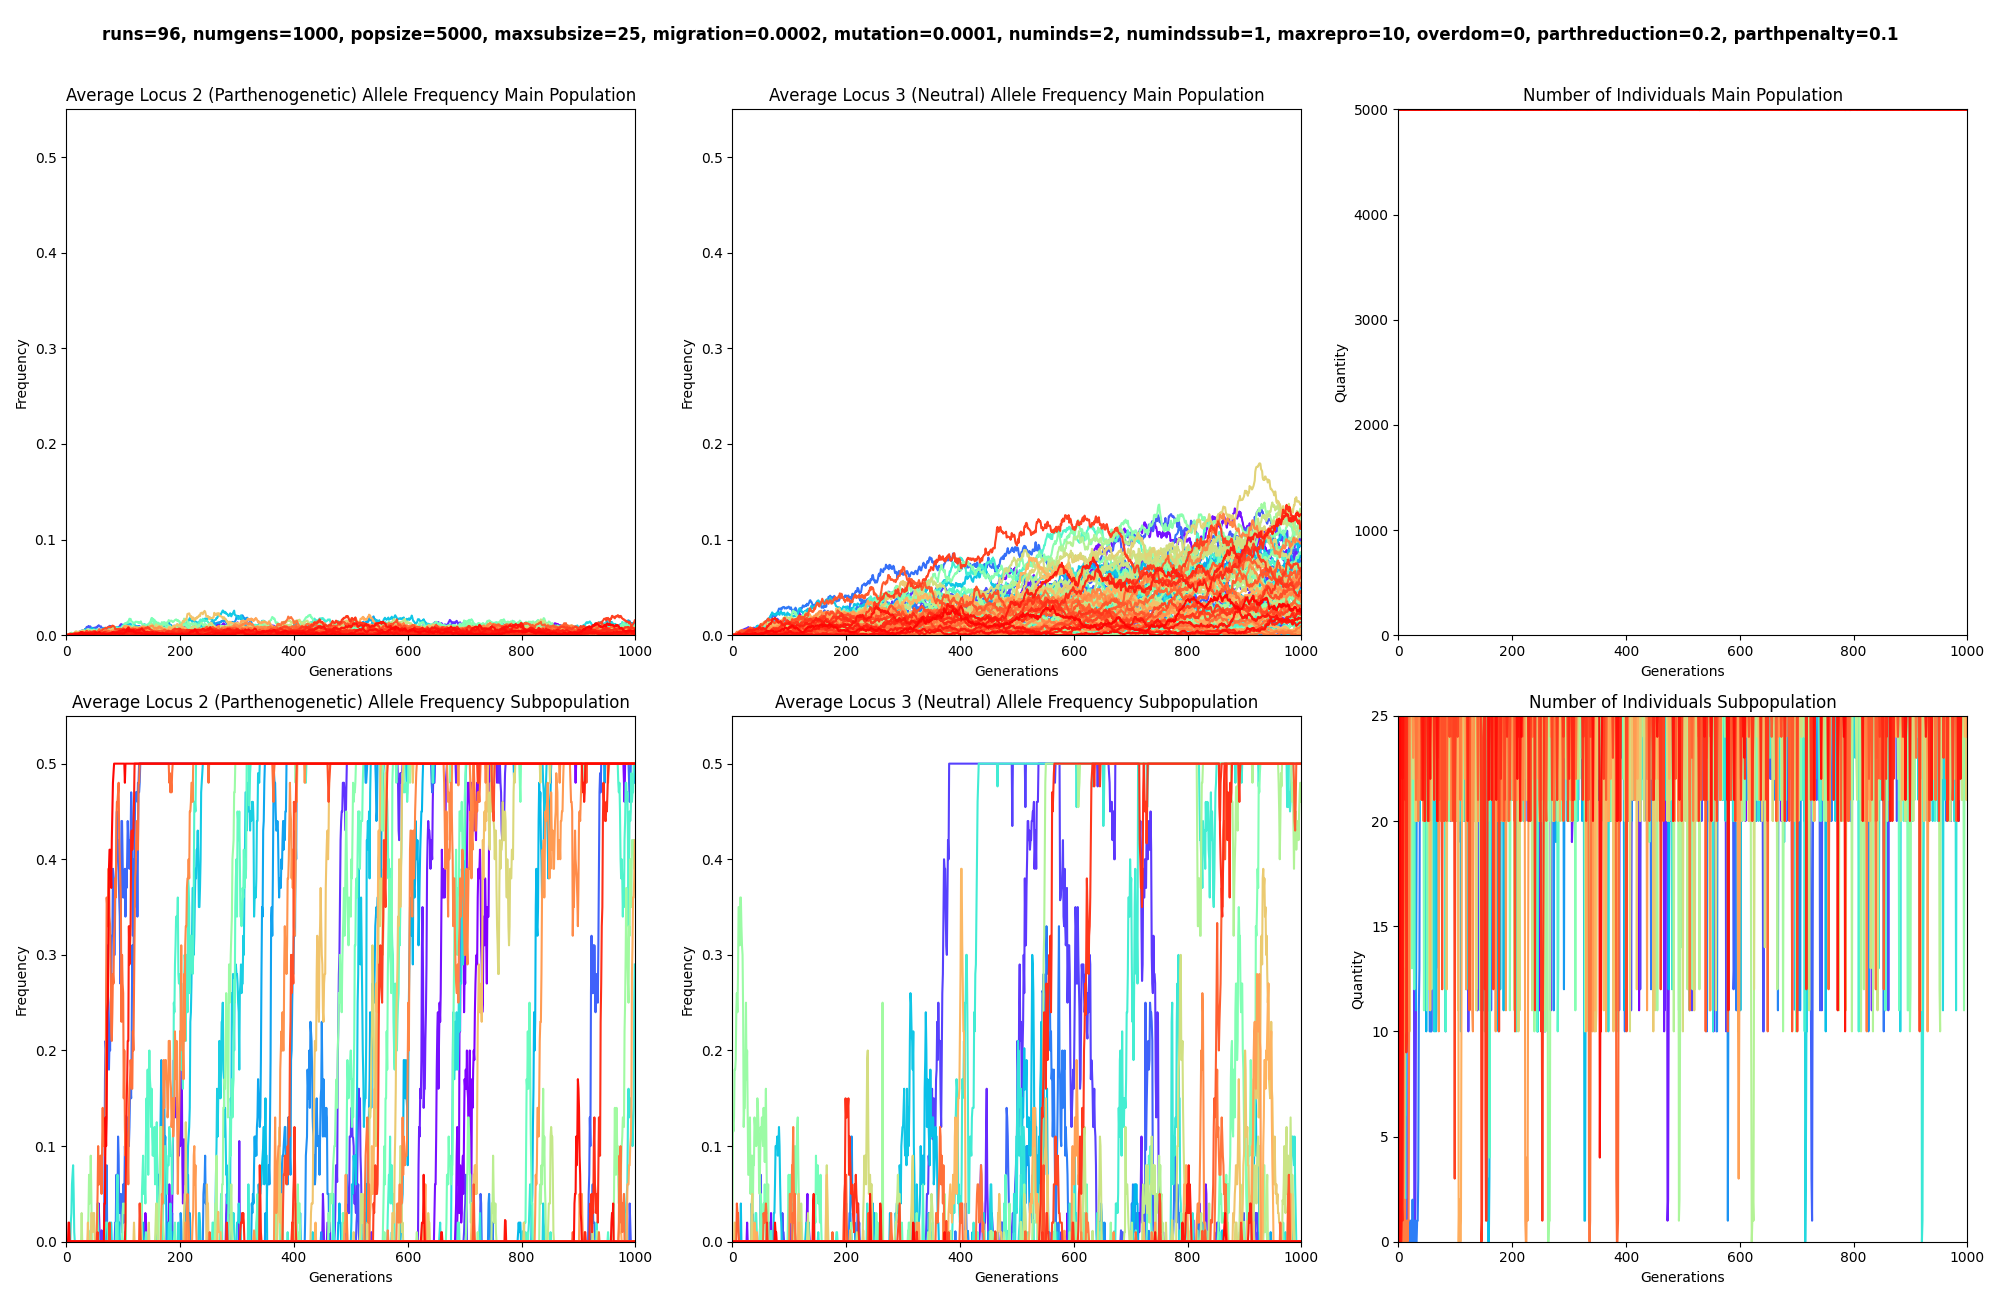 runs=96, numgens=1000, popsize=5000, maxsubsize=25, migration=0.0002, mutation=0.0001, numinds=2, numindssub=1, maxrepro=10, overdom=0, parthreduction=0.2, parthpenalty=0.1
Average Locus 2 (Parthenogenetic) Allele Frequency Main Population
0.5
0.4
0.3
0.2
0.1
0.0
Frequency
0 200 400 600 800 1000
Generations
Average Locus 3 (Neutral) Allele Frequency Main Population
0.5
0.4
0.3
0.2
0.1
0.0
Frequency
0 200 400 600 800 1000
Generations
Number of Individuals Main Population
5000
4000
3000
2000
1000
0
Quantity
0 200 400 600 800 1000
Generations
Average Locus 2 (Parthenogenetic) Allele Frequency Subpopulation
0.5
0.4
0.3
0.2
0.1
0.0
Frequency
0 200 400 600 800 1000
Generations
Average Locus 3 (Neutral) Allele Frequency Subpopulation
0.5
0.4
0.3
0.2
0.1
0.0
Frequency
0 200 400 600 800 1000
Generations
Number of Individuals Subpopulation
25
20
15
10
5
0
Quantity
0 200 400 600 800 1000
Generations